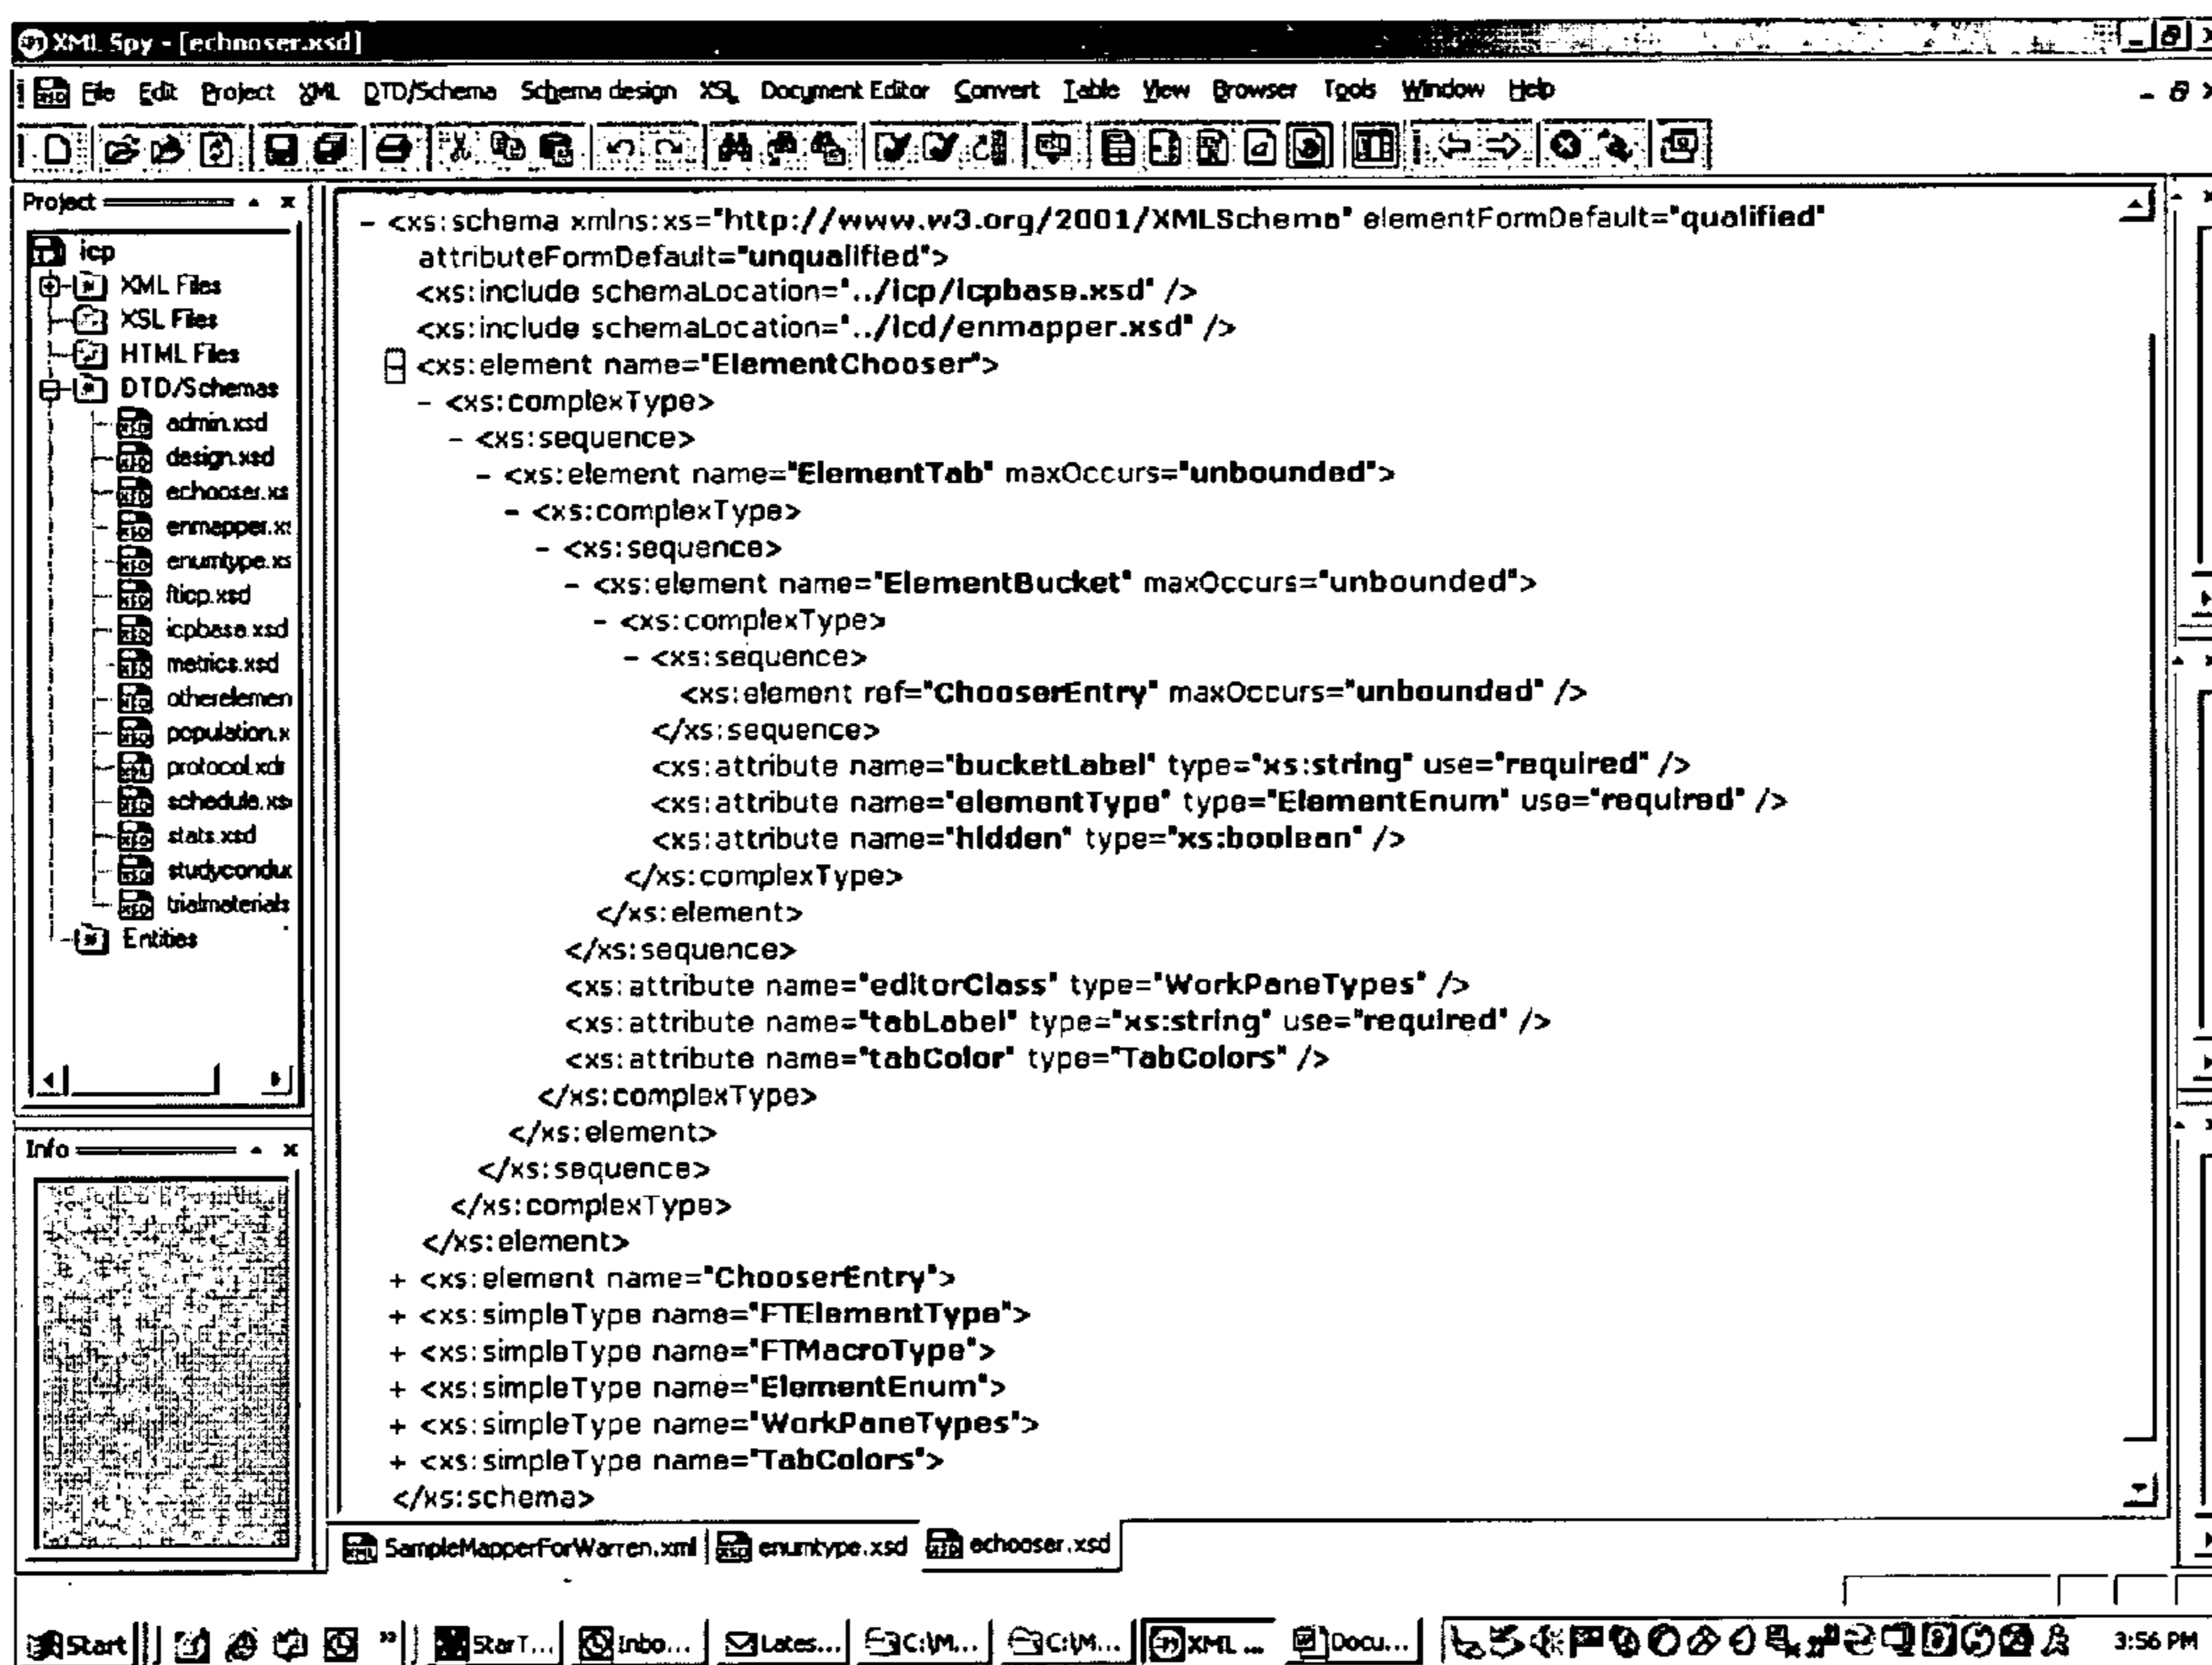 XML Spy - [echooser.xsd]
File Edit Project XML DTD/Schema Schema design XSL Document Editor Convert Table View Browser Tools Window Help
Project
icp
XML Files
XSL Files
HTML Files
DTD/Schemas
admin.xsd
design.xsd
echooser.xs
enmapper.xs
enumtype.xs
fticp.xsd
icpbase.xsd
metrics.xsd
otherelemen
population.x
protocol.xdr
schedule.xs
stats.xsd
studyconduc
trialmaterials
Entities
Info
- <xs:schema xmlns:xs="http://www.w3.org/2001/XMLSchema" elementFormDefault="qualified"
attributeFormDefault="unqualified">
<xs:include schemaLocation="../icp/icpbase.xsd" />
<xs:include schemaLocation="../icd/enmapper.xsd" />
- <xs:element name="ElementChooser">
- <xs:complexType>
- <xs:sequence>
- <xs:element name="ElementTab" maxOccurs="unbounded">
- <xs:complexType>
- <xs:sequence>
- <xs:element name="ElementBucket" maxOccurs="unbounded">
- <xs:complexType>
- <xs:sequence>
<xs:element ref="ChooserEntry" maxOccurs="unbounded" />
</xs:sequence>
<xs:attribute name="bucketLabel" type="xs:string" use="required" />
<xs:attribute name="elementType" type="ElementEnum" use="required" />
<xs:attribute name="hidden" type="xs:boolean" />
</xs:complexType>
</xs:element>
</xs:sequence>
<xs:attribute name="editorClass" type="WorkPaneTypes" />
<xs:attribute name="tabLabel" type="xs:string" use="required" />
<xs:attribute name="tabColor" type="TabColors" />
</xs:complexType>
</xs:element>
</xs:sequence>
</xs:complexType>
</xs:element>
+ <xs:element name="ChooserEntry">
+ <xs:simpleType name="FTElementType">
+ <xs:simpleType name="FTMacroType">
+ <xs:simpleType name="ElementEnum">
+ <xs:simpleType name="WorkPaneTypes">
+ <xs:simpleType name="TabColors">
</xs:schema>
SampleMapperForWarren.xml enumtype.xsd echooser.xsd
Start » StarT... Inbo... Lates... C:\M... C:\M... XML ... Docu... 3:56 PM